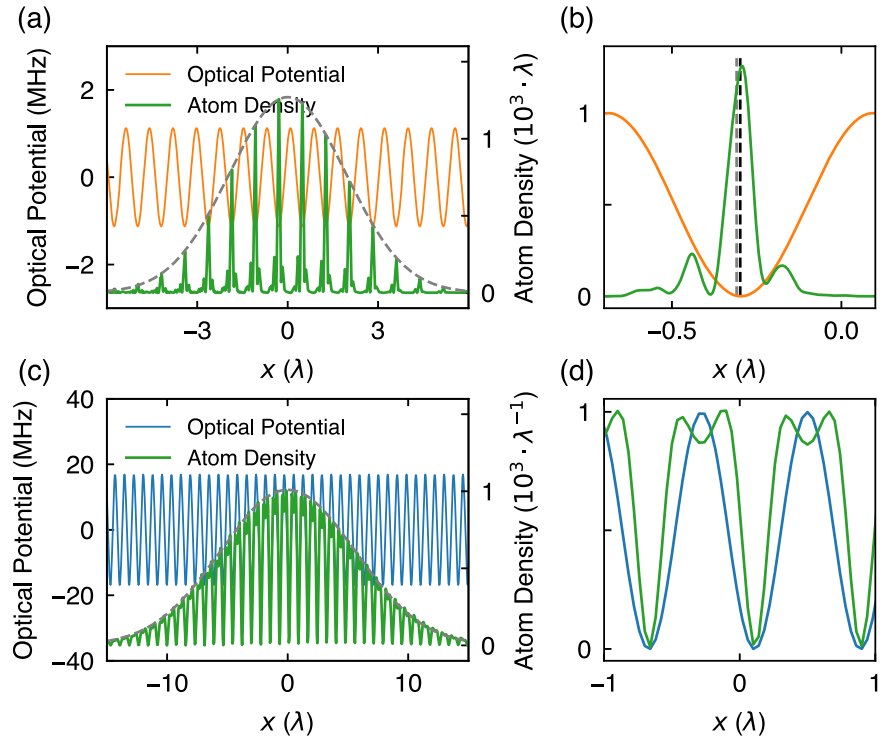 (a)
Optical Potential (MHz)
2
0
−2
Optical Potential
Atom Density
1
0
Atom Density (10³ · λ)
−3
0
3
x (λ)
(b)
1
0
−0.5
0.0
x (λ)
(c)
Optical Potential (MHz)
40
20
0
−20
−40
Optical Potential
Atom Density
1
0
Atom Density (10³ · λ⁻¹)
−10
0
10
x (λ)
(d)
1
0
−1
0
1
x (λ)